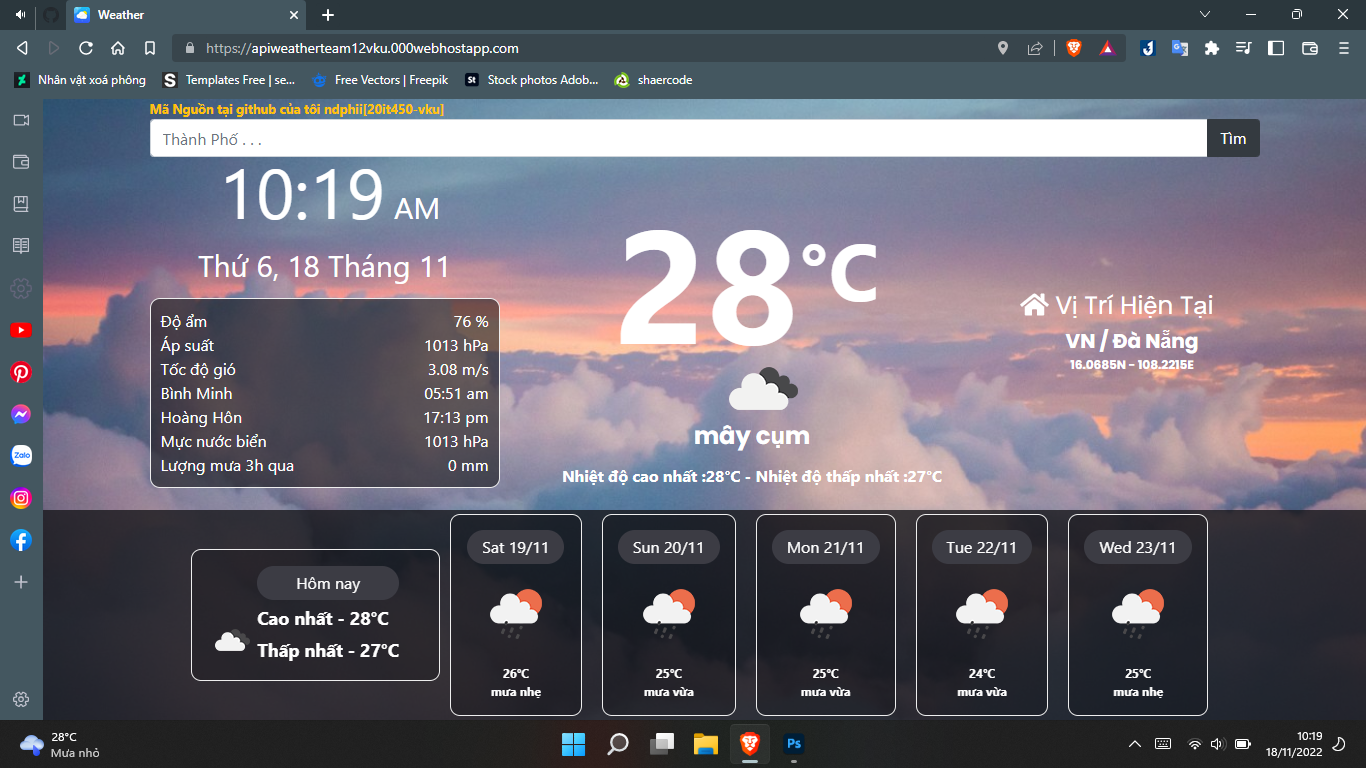 Weather
https://apiweatherteam12vku.000webhostapp.com
Nhân vật xoá phông
Templates Free | se...
Free Vectors | Freepik
St
Stock photos Adob...
shaercode
Mã Nguồn tại github của tôi ndphii[20it450-vku]
Thành Phố . . .
Tìm
10:19 AM
Thứ 6, 18 Tháng 11
Độ ẩm 76 %
Áp suất 1013 hPa
Tốc độ gió 3.08 m/s
Bình Minh 05:51 am
Hoàng Hôn 17:13 pm
Mực nước biển 1013 hPa
Lượng mưa 3h qua 0 mm
28°C
mây cụm
Nhiệt độ cao nhất :28°C - Nhiệt độ thấp nhất :27°C
Vị Trí Hiện Tại
VN / Đà Nẵng
16.0685N - 108.2215E
Zalo
Hôm nay
Cao nhất - 28°C
Thấp nhất - 27°C
Sat 19/11
26°C
mưa nhẹ
Sun 20/11
25°C
mưa vừa
Mon 21/11
25°C
mưa vừa
Tue 22/11
24°C
mưa vừa
Wed 23/11
25°C
mưa nhẹ
28°C
Mưa nhỏ
Ps
10:19
18/11/2022